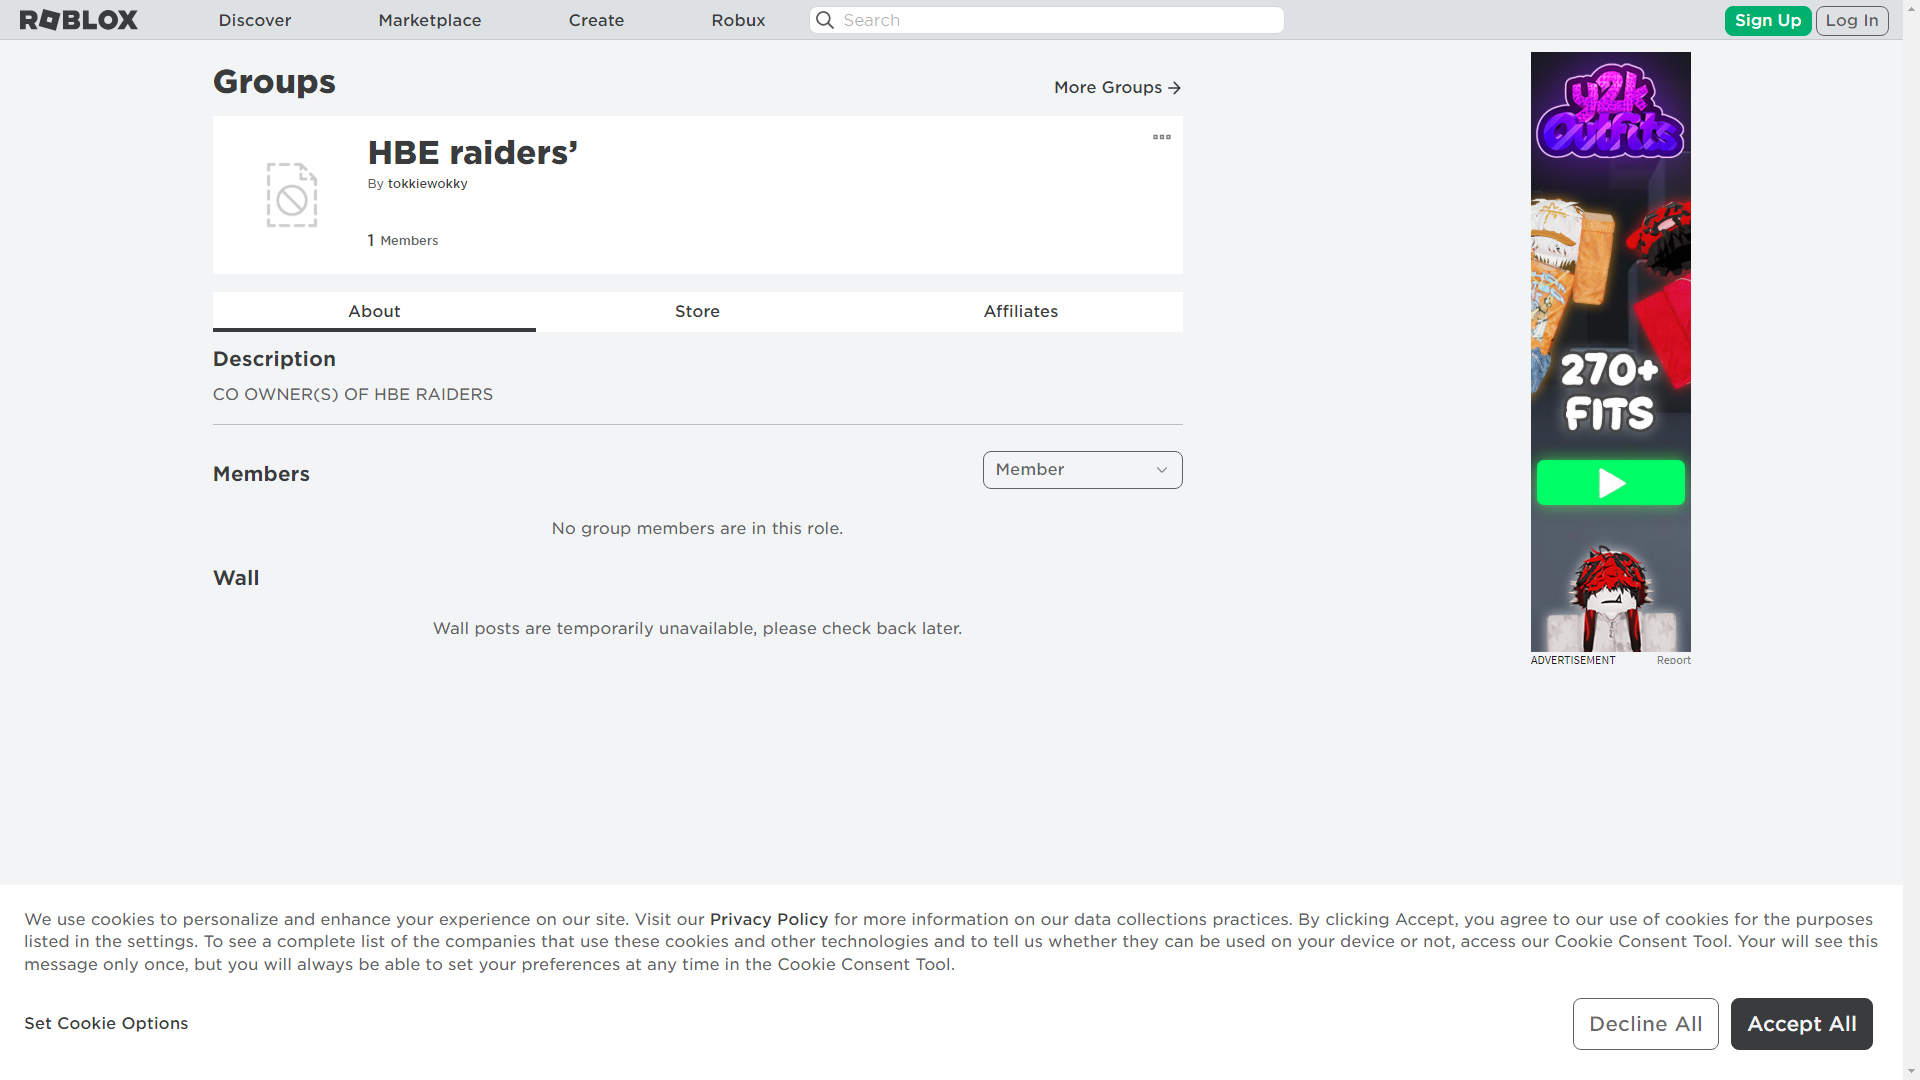 ROBLOX
Discover
Marketplace
Create
Robux
Search
Sign Up
Log In
Groups
More Groups
HBE raiders’
By tokkiewokky
1 Members
About
Store
Affiliates
Description
CO OWNER(S) OF HBE RAIDERS
Members
Member
No group members are in this role.
Wall
Wall posts are temporarily unavailable, please check back later.
y2k
Outfits
270+
FITS
ADVERTISEMENT
Report
We use cookies to personalize and enhance your experience on our site. Visit our Privacy Policy for more information on our data collections practices. By clicking Accept, you agree to our use of cookies for the purposes
listed in the settings. To see a complete list of the companies that use these cookies and other technologies and to tell us whether they can be used on your device or not, access our Cookie Consent Tool. Your will see this
message only once, but you will always be able to set your preferences at any time in the Cookie Consent Tool.
Set Cookie Options
Decline All
Accept All